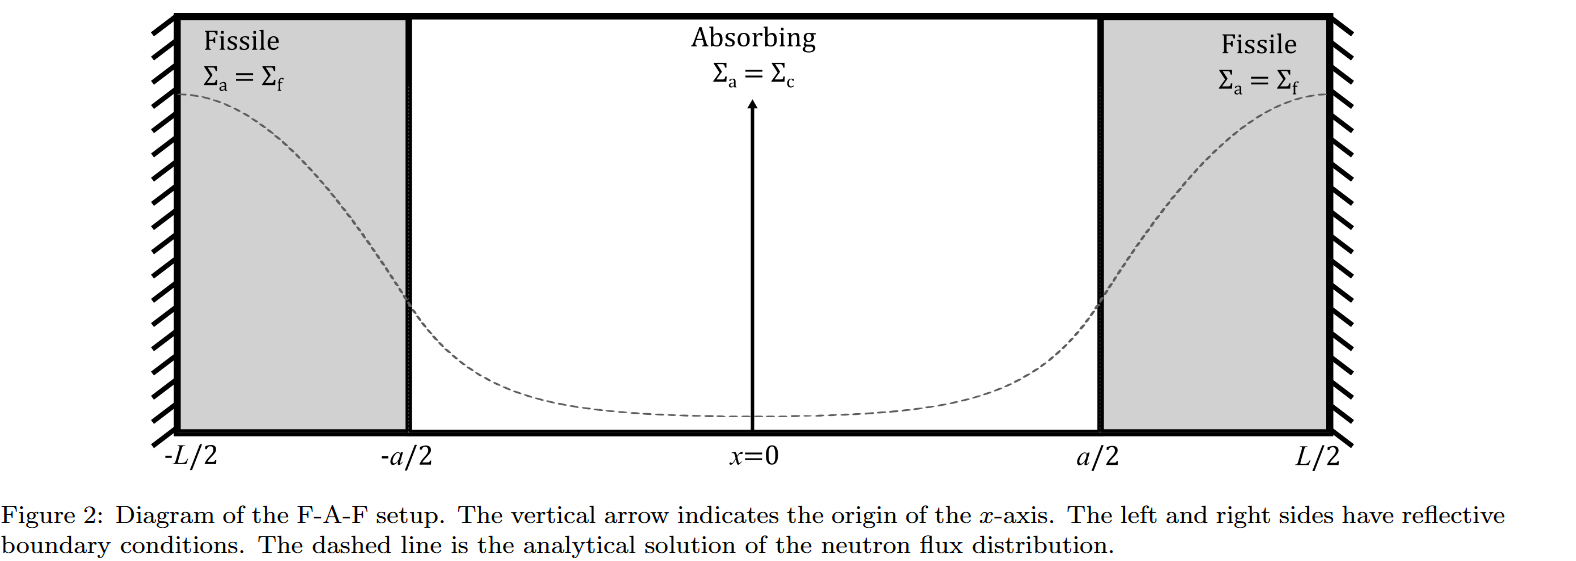 Fissile
Σa = Σf
Absorbing
Σa = Σc
Fissile
Σa = Σf
-L/2
-a/2
x=0
a/2
L/2
Figure 2: Diagram of the F-A-F setup. The vertical arrow indicates the origin of the x-axis. The left and right sides have reflective
boundary conditions. The dashed line is the analytical solution of the neutron flux distribution.